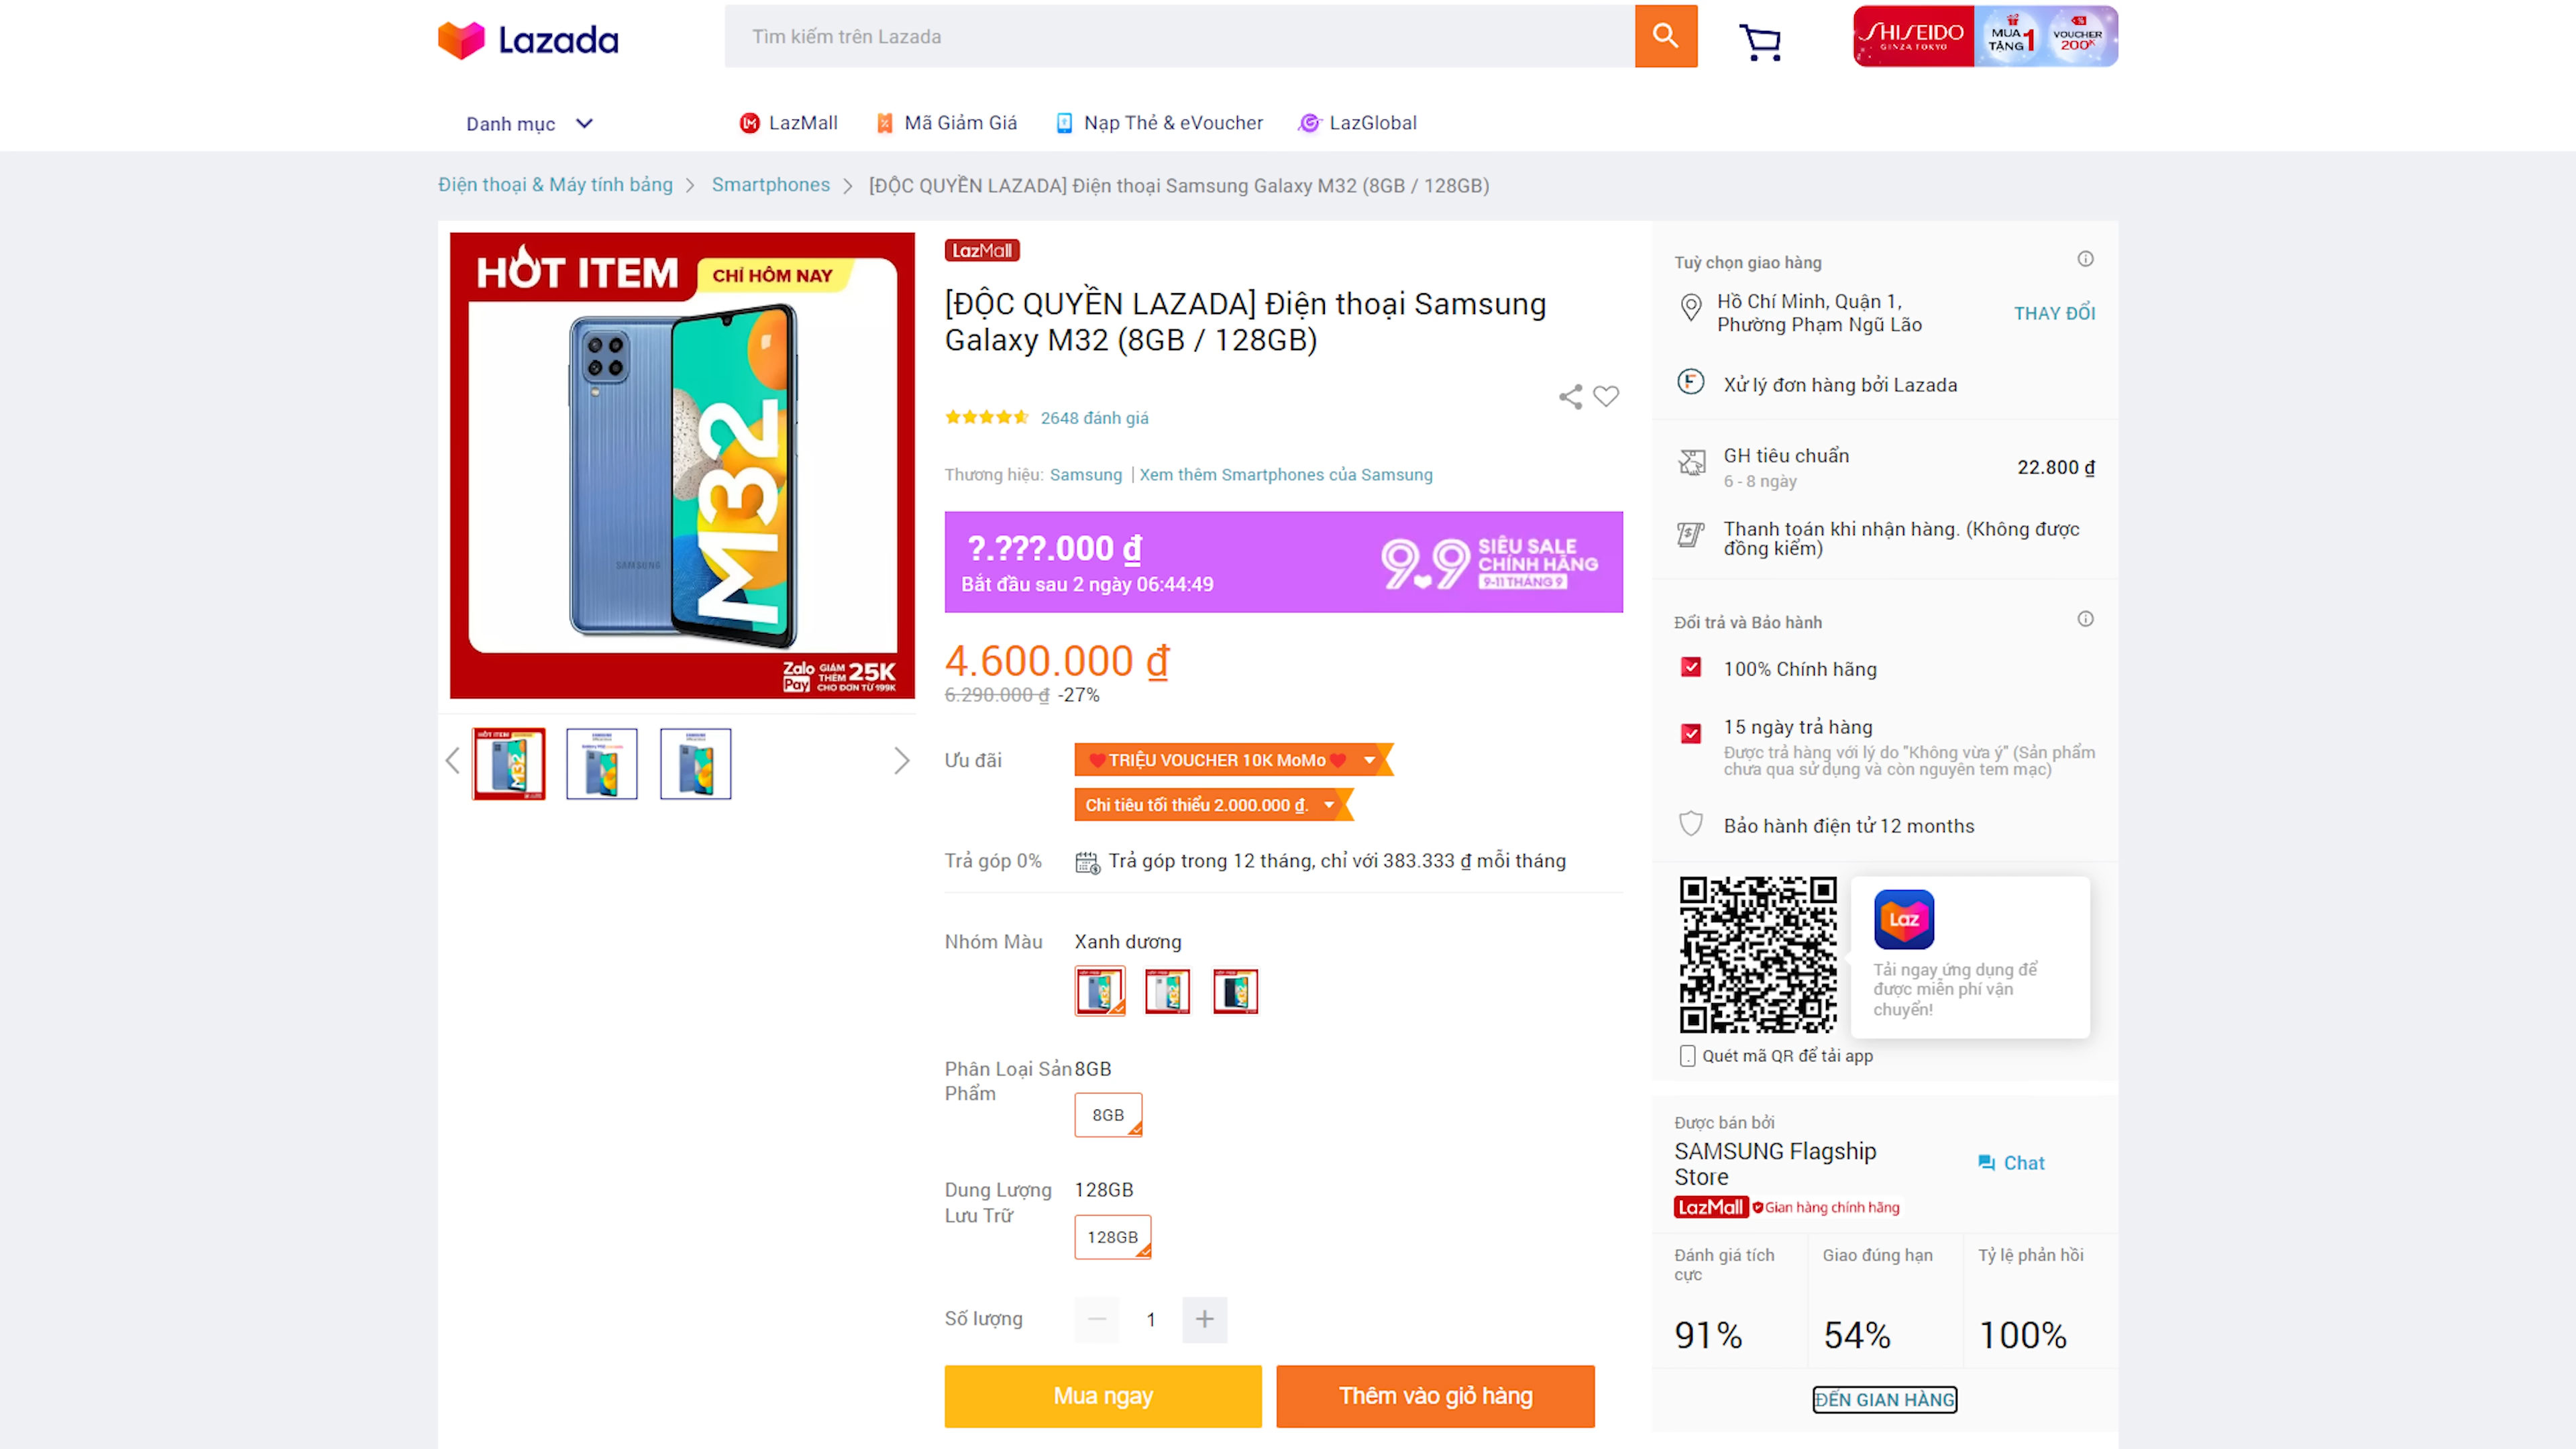 Lazada
Tìm kiếm trên Lazada
SHISEIDO
GINZA TOKYO
MUA 1
TẶNG
VOUCHER
200K
Danh mục
LazMall
Mã Giảm Giá
Nạp Thẻ & eVoucher
LazGlobal
Điện thoại & Máy tính bảng
Smartphones
[ĐỘC QUYỀN LAZADA] Điện thoại Samsung Galaxy M32 (8GB / 128GB)
HOT ITEM
CHỈ HÔM NAY
M32
SAMSUNG
Zalo Pay
GIẢM THÊM 25K
CHO ĐƠN TỪ 199K
LazMall
[ĐỘC QUYỀN LAZADA] Điện thoại Samsung
Galaxy M32 (8GB / 128GB)
2648 đánh giá
Thương hiệu: Samsung | Xem thêm Smartphones của Samsung
?.???.000 ₫
Bắt đầu sau 2 ngày 06:44:49
9.9
SIÊU SALE
CHÍNH HÃNG
9-11 THÁNG 9
4.600.000 ₫
6.290.000 ₫ -27%
Ưu đãi
TRIỆU VOUCHER 10K MoMo
Chi tiêu tối thiểu 2.000.000 ₫.
Trả góp 0%
Trả góp trong 12 tháng, chỉ với 383.333 ₫ mỗi tháng
Nhóm Màu
Xanh dương
Phân Loại Sản
Phẩm
8GB
8GB
Dung Lượng
Lưu Trữ
128GB
128GB
Số lượng
1
Mua ngay
Thêm vào giỏ hàng
Tuỳ chọn giao hàng
Hồ Chí Minh, Quận 1,
Phường Phạm Ngũ Lão
THAY ĐỔI
Xử lý đơn hàng bởi Lazada
GH tiêu chuẩn
6 - 8 ngày
22.800 ₫
Thanh toán khi nhận hàng. (Không được
đồng kiểm)
Đổi trả và Bảo hành
100% Chính hãng
15 ngày trả hàng
Được trả hàng với lý do "Không vừa ý" (Sản phẩm
chưa qua sử dụng và còn nguyên tem mạc)
Bảo hành điện tử 12 months
Laz
Tải ngay ứng dụng để
được miễn phí vận
chuyển!
Quét mã QR để tải app
Được bán bởi
SAMSUNG Flagship
Store
Chat
LazMall Gian hàng chính hãng
Đánh giá tích
cực
Giao đúng hạn
Tỷ lệ phản hồi
91%
54%
100%
ĐẾN GIAN HÀNG